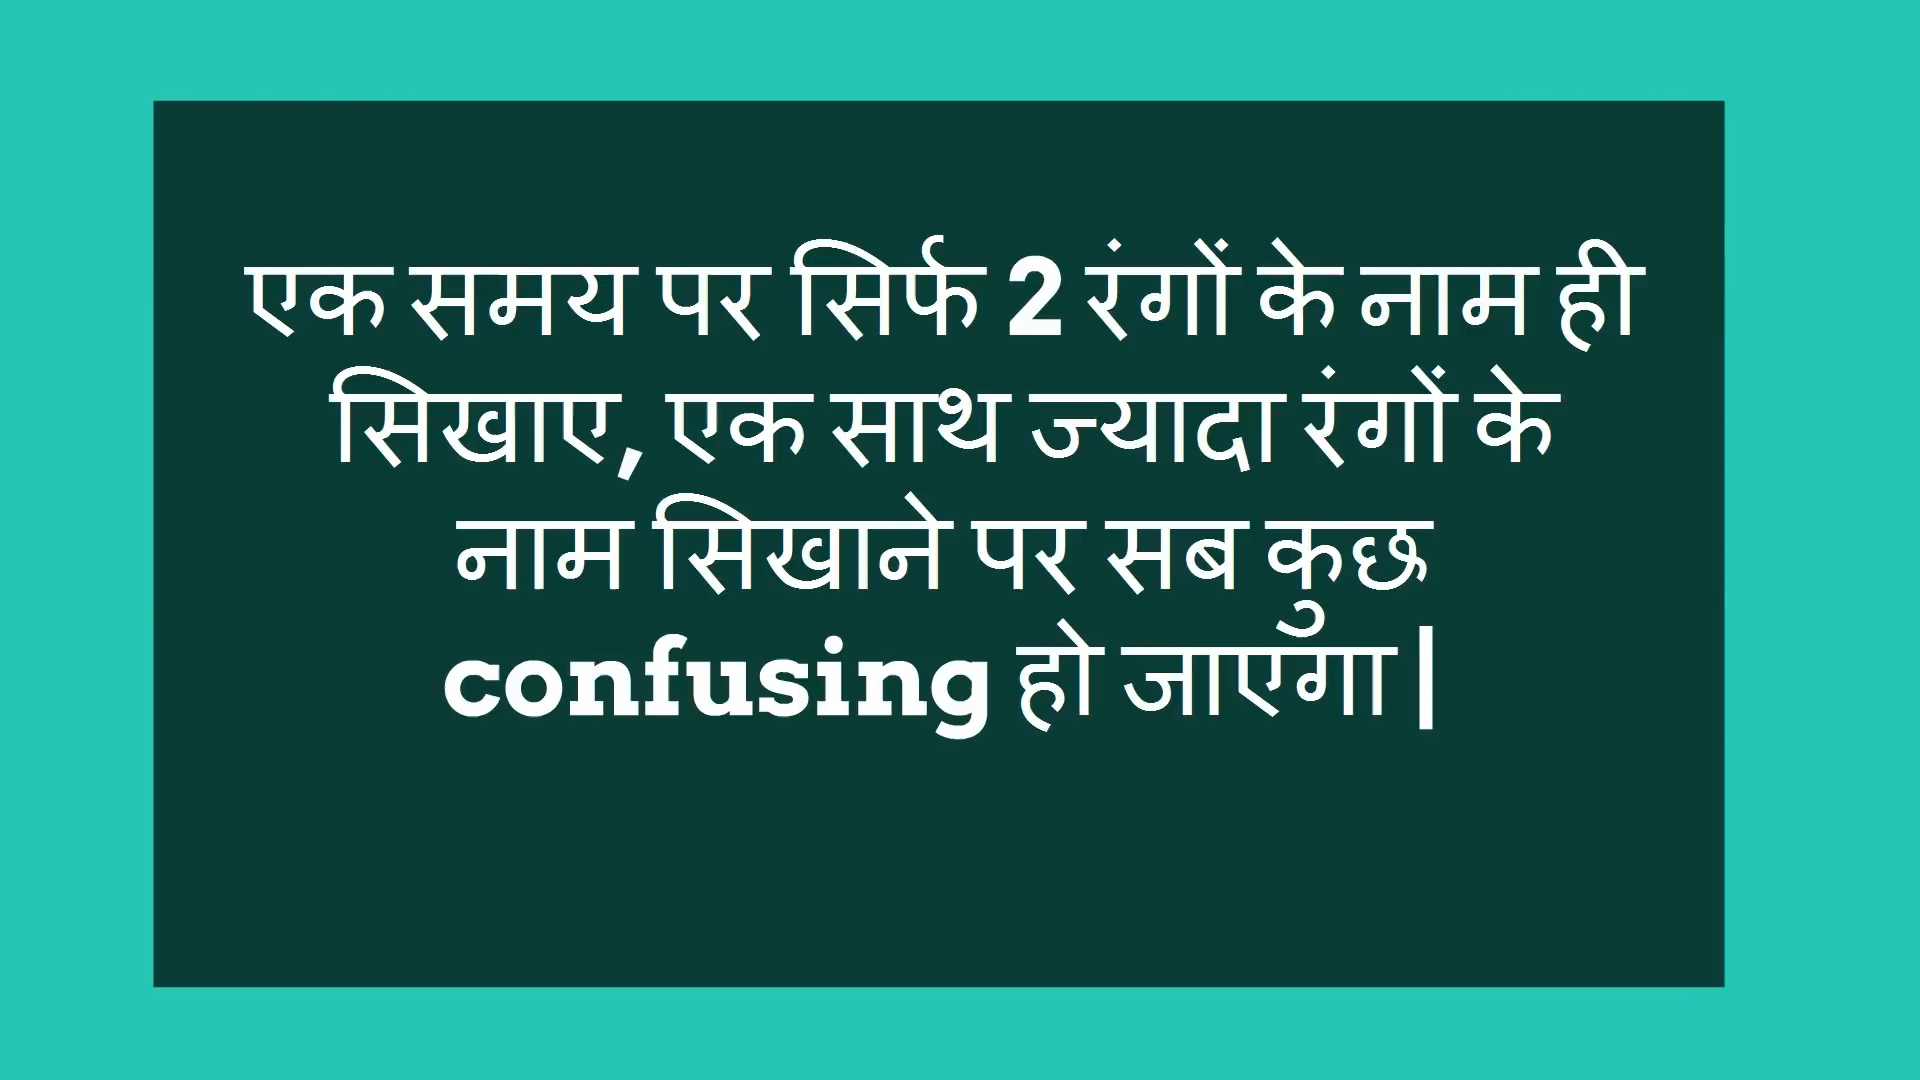 एक समय पर सिर्फ 2 रंगों के नाम ही
सिखाए, एक साथ ज्यादा रंगों के
नाम सिखाने पर सब कुछ
confusing हो जाएगा |